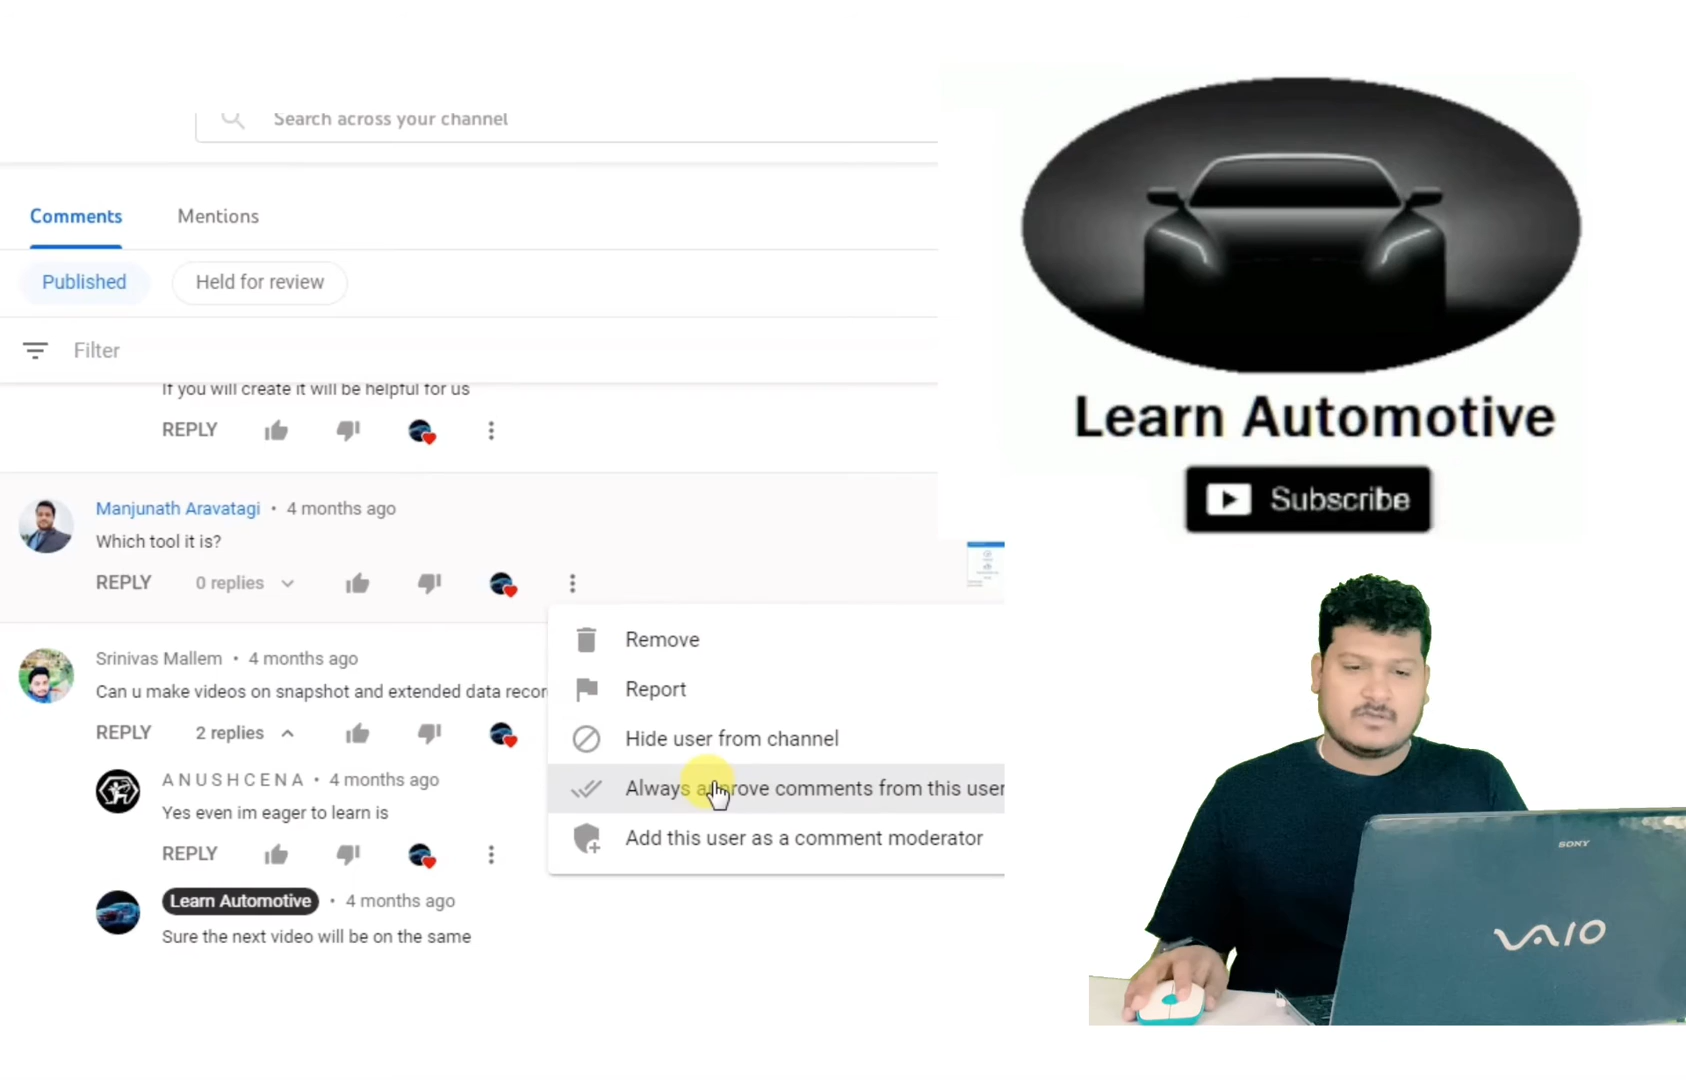 Search across your channel
Comments
Mentions
Published
Held for review
Filter
If you will create it will be helpful for us
REPLY
Manjunath Aravatagi • 4 months ago
Which tool it is?
REPLY 0 replies
Remove
Report
Hide user from channel
Always approve comments from this user
Add this user as a comment moderator
Srinivas Mallem • 4 months ago
Can u make videos on snapshot and extended data recor
REPLY 2 replies
A N U S H C E N A • 4 months ago
Yes even im eager to learn is
REPLY
Learn Automotive • 4 months ago
Sure the next video will be on the same
Learn Automotive
Subscribe
SONY
VAIO